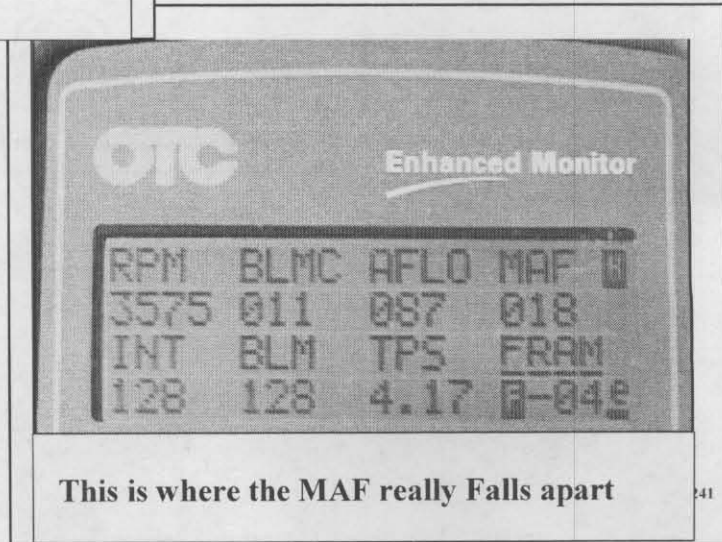 OTC
Enhanced Monitor
RPM BLMC AFLO MAF
3575 011 087 018
INT BLM TPS FRAM
128 128 4.17 -04
This is where the MAF really Falls apart
241